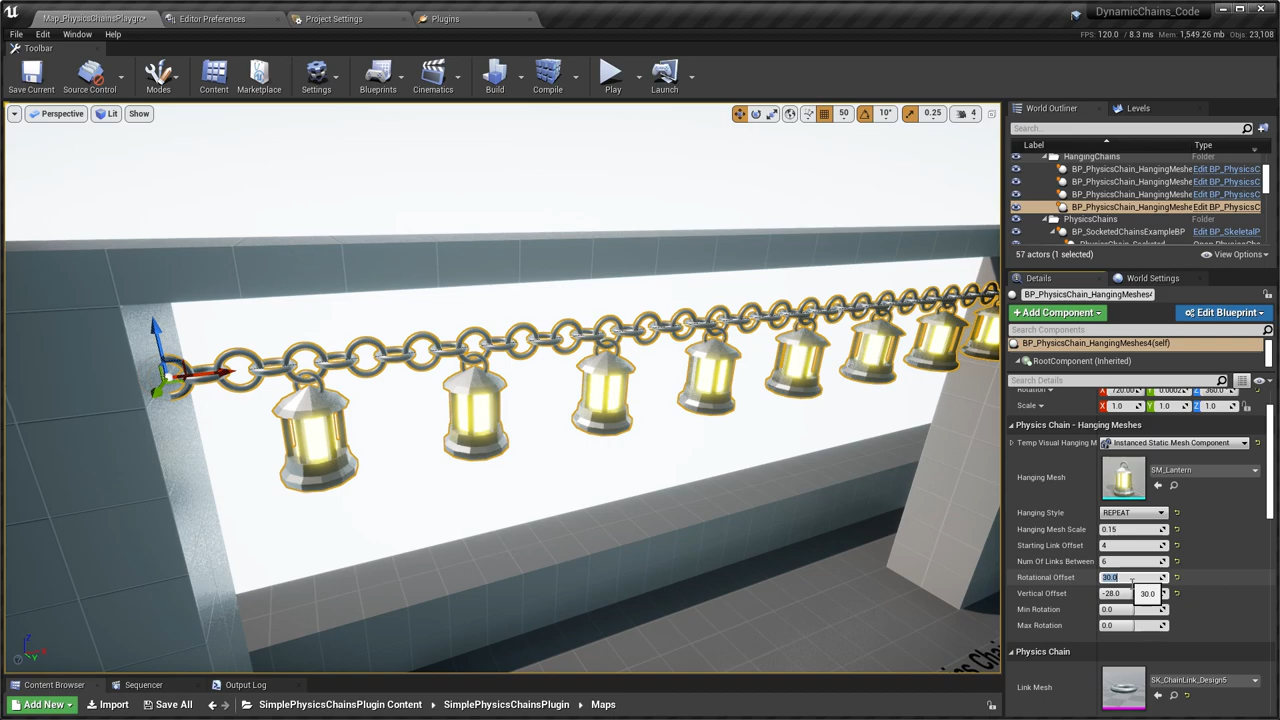 Map_PhysicsChainsPlaygro
Editor Preferences
Project Settings
Plugins
DynamicChains_Code
File Edit Window Help
FPS: 120.0 / 8.3 ms Mem: 1,549.26 mb Objs: 23,108
Toolbar
Save Current Source Control Modes Content Marketplace Settings Blueprints Cinematics Build Compile Play Launch
Perspective Lit Show 50 10° 0.25 4
World Outliner Levels
Search...
Label Type
HangingChains Folder
BP_PhysicsChain_HangingMeshe Edit BP_PhysicsC
BP_PhysicsChain_HangingMeshe Edit BP_PhysicsC
BP_PhysicsChain_HangingMeshe Edit BP_PhysicsC
BP_PhysicsChain_HangingMeshe Edit BP_PhysicsC
PhysicsChains Folder
BP_SocketedChainsExampleBP Edit BP_SkeletalP
57 actors (1 selected) View Options
Details World Settings
BP_PhysicsChain_HangingMeshes4
Add Component Edit Blueprint
Search Components
BP_PhysicsChain_HangingMeshes4(self)
RootComponent (Inherited)
Search Details
Scale X 1.0 Y 1.0 Z 1.0
Physics Chain - Hanging Meshes
Temp Visual Hanging M Instanced Static Mesh Component
Hanging Mesh SM_Lantern
Hanging Style REPEAT
Hanging Mesh Scale 0.15
Starting Link Offset 4
Num Of Links Between 6
Rotational Offset 30.0
Vertical Offset -28.0 30.0
Min Rotation 0.0
Max Rotation 0.0
Physics Chain
Link Mesh SK_ChainLink_Design5
Content Browser Sequencer Output Log
Add New Import Save All SimplePhysicsChainsPlugin Content SimplePhysicsChainsPlugin Maps